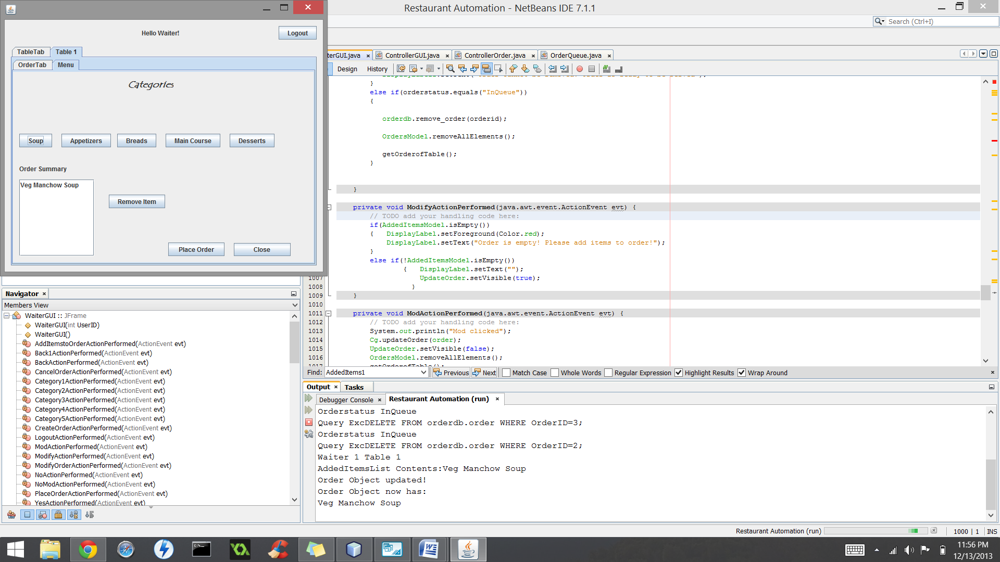 Restaurant Automation - NetBeans IDE 7.1.1
Search (Ctrl+I)
Hello Waiter!
Logout
TableTab
Table 1
OrderTab
Menu
Categories
Soup
Appetizers
Breads
Main Course
Desserts
Order Summary
Veg Manchow Soup
Remove Item
Place Order
Close
terGUI.java
ControllerGUI.java
ControllerOrder.java
OrderQueue.java
Design
History
}
else if(orderstatus.equals("InQueue"))
{
orderdb.remove_order(orderid);
OrdersModel.removeAllElements();
getOrderofTable();
}
}
private void ModifyActionPerformed(java.awt.event.ActionEvent evt) {
// TODO add your handling code here:
if(AddedItemsModel.isEmpty())
{ DisplayLabel.setForeground(Color.red);
DisplayLabel.setText("Order is empty! Please add items to order!");
}
else if(!AddedItemsModel.isEmpty())
{ DisplayLabel.setText("");
1007 UpdateOrder.setVisible(true);
1008 }
1009 }
1010
1011 private void ModActionPerformed(java.awt.event.ActionEvent evt) {
1012 // TODO add your handling code here:
1013 System.out.println("Mod clicked");
1014 Cg.updateOrder(order);
1015 UpdateOrder.setVisible(false);
1016 OrdersModel.removeAllElements();
1017 getOrderofTable();
Find: AddedItems1
Previous
Next
Match Case
Whole Words
Regular Expression
Highlight Results
Wrap Around
Navigator
Members View
WaiterGUI :: JFrame
WaiterGUI(int UserID)
WaiterGUI()
AddItemstoOrderActionPerformed(ActionEvent evt)
Back1ActionPerformed(ActionEvent evt)
BackActionPerformed(ActionEvent evt)
CancelOrderActionPerformed(ActionEvent evt)
Category1ActionPerformed(ActionEvent evt)
Category2ActionPerformed(ActionEvent evt)
Category3ActionPerformed(ActionEvent evt)
Category4ActionPerformed(ActionEvent evt)
Category5ActionPerformed(ActionEvent evt)
CreateOrderActionPerformed(ActionEvent evt)
LogoutActionPerformed(ActionEvent evt)
ModActionPerformed(ActionEvent evt)
ModifyActionPerformed(ActionEvent evt)
ModifyOrderActionPerformed(ActionEvent evt)
NoActionPerformed(ActionEvent evt)
NoModActionPerformed(ActionEvent evt)
PlaceOrderActionPerformed(ActionEvent evt)
YesActionPerformed(ActionEvent evt)
Output
Tasks
Debugger Console
Restaurant Automation (run)
Orderstatus InQueue
Query ExcDELETE FROM orderdb.order WHERE OrderID=3;
Orderstatus InQueue
Query ExcDELETE FROM orderdb.order WHERE OrderID=2;
Waiter 1 Table 1
AddedItemsList Contents:Veg Manchow Soup
Order Object updated!
Order Object now has:
Veg Manchow Soup
Restaurant Automation (run)
1000 | 1
INS
11:56 PM
12/13/2013